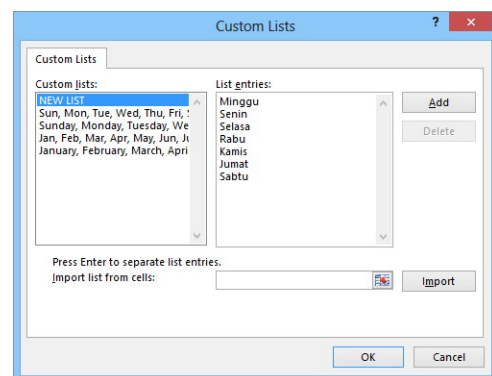 Custom Lists
?
Custom Lists
Custom lists:
NEW LIST
Sun, Mon, Tue, Wed, Thu, Fri,
Sunday, Monday, Tuesday, We
Jan, Feb, Mar, Apr, May, Jun, Ju
January, February, March, Apri
List entries:
Minggu
Senin
Selasa
Rabu
Kamis
Jumat
Sabtu
Add
Delete
Press Enter to separate list entries.
Import list from cells:
Import
OK
Cancel